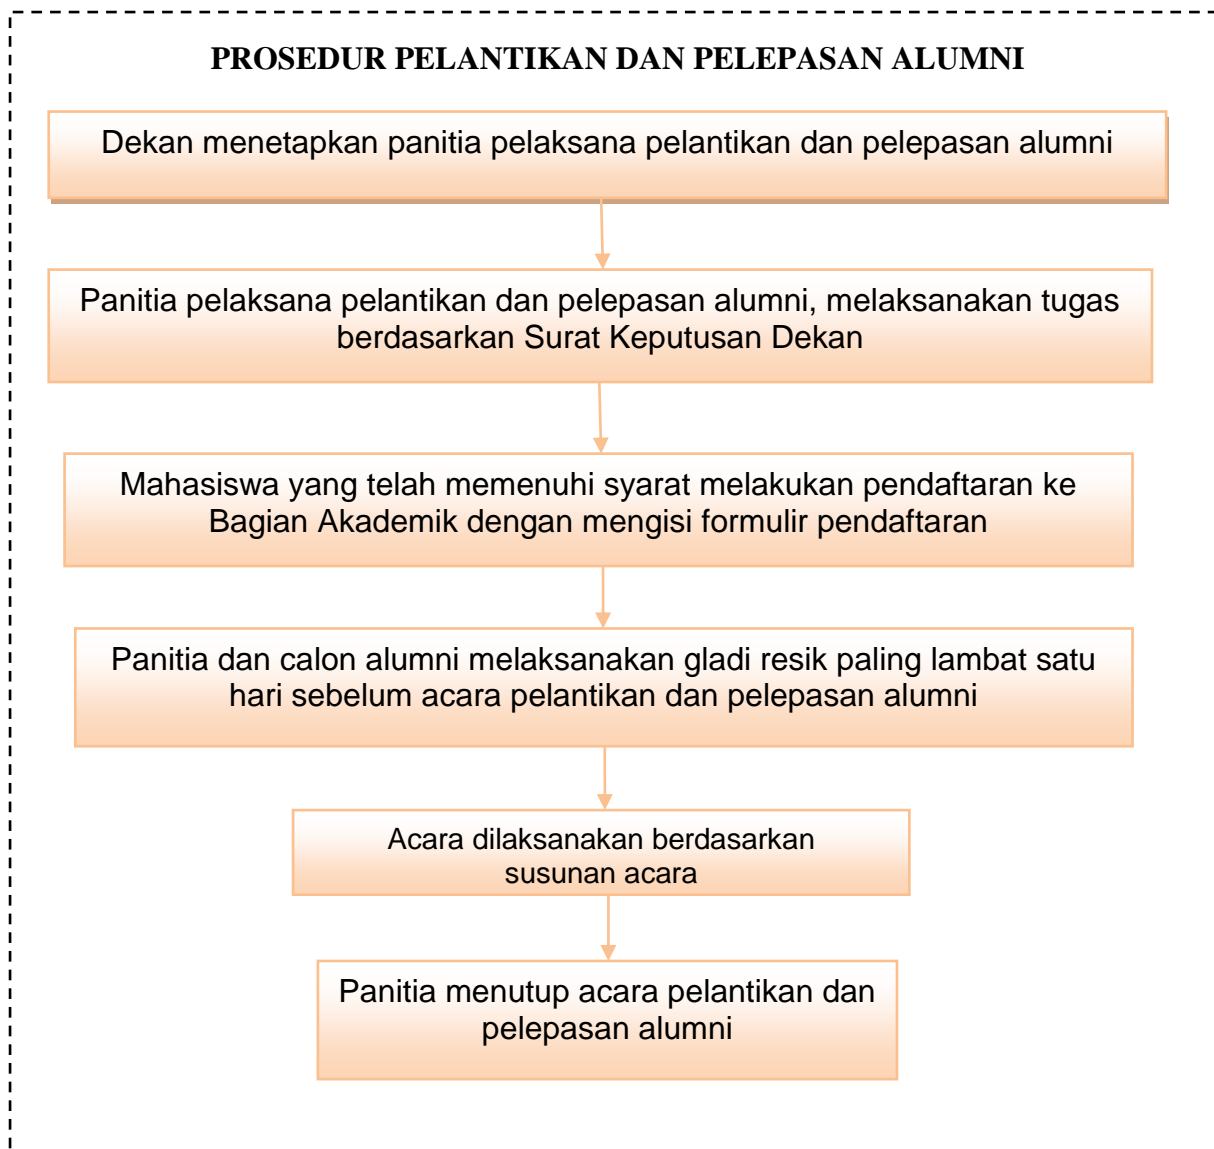 PROSEDUR PELANTIKAN DAN PELEPASAN ALUMNI
Dekan menetapkan panitia pelaksana pelantikan dan pelepasan alumni
Panitia pelaksana pelantikan dan pelepasan alumni, melaksanakan tugas
berdasarkan Surat Keputusan Dekan
Mahasiswa yang telah memenuhi syarat melakukan pendaftaran ke
Bagian Akademik dengan mengisi formulir pendaftaran
Panitia dan calon alumni melaksanakan gladi resik paling lambat satu
hari sebelum acara pelantikan dan pelepasan alumni
Acara dilaksanakan berdasarkan
susunan acara
Panitia menutup acara pelantikan dan
pelepasan alumni